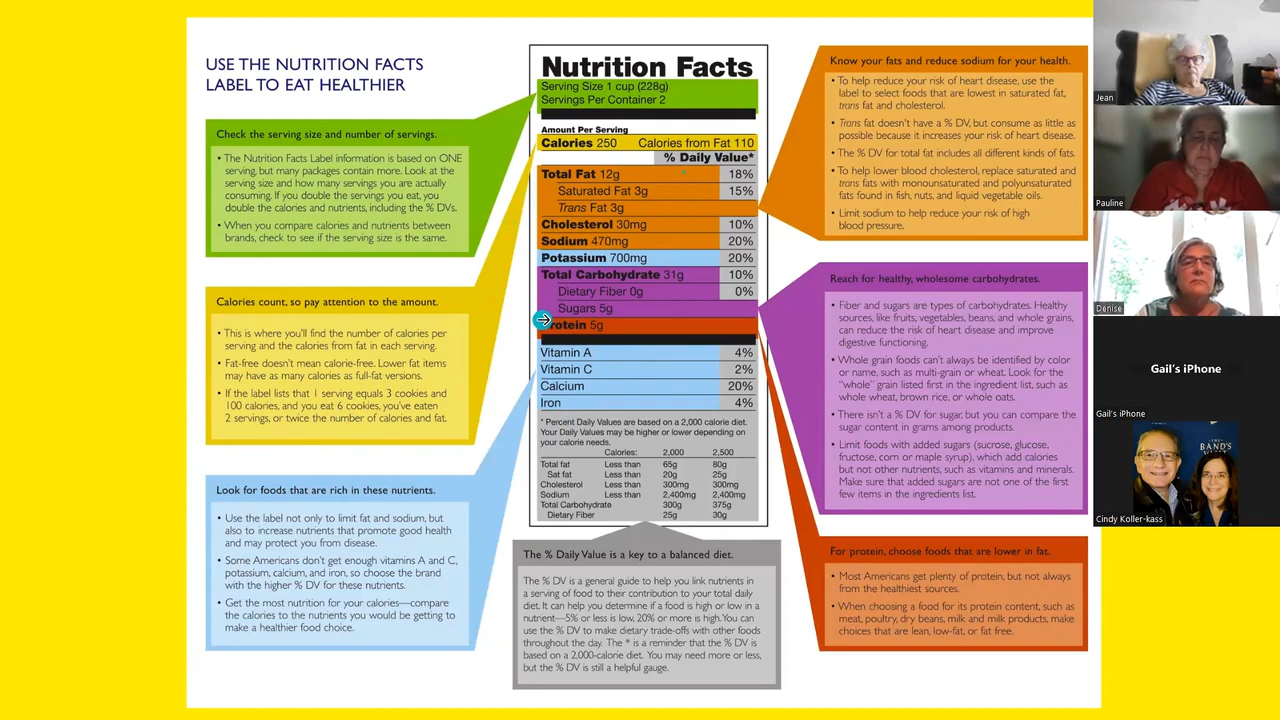 USE THE NUTRITION FACTS
LABEL TO EAT HEALTHIER
Check the serving size and number of servings.
• The Nutrition Facts Label information is based on ONE
serving, but many packages contain more. Look at the
serving size and how many servings you are actually
consuming. If you double the servings you eat, you
double the calories and nutrients, including the % DVs.
• When you compare calories and nutrients between
brands, check to see if the serving size is the same.
Calories count, so pay attention to the amount.
• This is where you'll find the number of calories per
serving and the calories from fat in each serving.
• Fat-free doesn't mean calorie-free. Lower fat items
may have as many calories as full-fat versions.
• If the label lists that 1 serving equals 3 cookies and
100 calories, and you eat 6 cookies, you've eaten
2 servings, or twice the number of calories and fat.
Look for foods that are rich in these nutrients.
• Use the label not only to limit fat and sodium, but
also to increase nutrients that promote good health
and may protect you from disease.
• Some Americans don't get enough vitamins A and C,
potassium, calcium, and iron, so choose the brand
with the higher % DV for these nutrients.
• Get the most nutrition for your calories—compare
the calories to the nutrients you would be getting to
make a healthier food choice.
Nutrition Facts
Serving Size 1 cup (228g)
Servings Per Container 2
Amount Per Serving
Calories 250 Calories from Fat 110
% Daily Value*
Total Fat 12g 18%
Saturated Fat 3g 15%
Trans Fat 3g
Cholesterol 30mg 10%
Sodium 470mg 20%
Potassium 700mg 20%
Total Carbohydrate 31g 10%
Dietary Fiber 0g 0%
Sugars 5g
Protein 5g
Vitamin A 4%
Vitamin C 2%
Calcium 20%
Iron 4%
* Percent Daily Values are based on a 2,000 calorie diet.
Your Daily Values may be higher or lower depending on
your calorie needs.
Calories: 2,000 2,500
Total fat Less than 65g 80g
Sat fat Less than 20g 25g
Cholesterol Less than 300mg 300mg
Sodium Less than 2,400mg 2,400mg
Total Carbohydrate 300g 375g
Dietary Fiber 25g 30g
The % Daily Value is a key to a balanced diet.
The % DV is a general guide to help you link nutrients in
a serving of food to their contribution to your total daily
diet. It can help you determine if a food is high or low in a
nutrient—5% or less is low, 20% or more is high. You can
use the % DV to make dietary trade-offs with other foods
throughout the day. The * is a reminder that the % DV is
based on a 2,000-calorie diet. You may need more or less,
but the % DV is still a helpful gauge.
Know your fats and reduce sodium for your health.
• To help reduce your risk of heart disease, use the
label to select foods that are lowest in saturated fat,
trans fat and cholesterol.
• Trans fat doesn't have a % DV, but consume as little as
possible because it increases your risk of heart disease.
• The % DV for total fat includes all different kinds of fats.
• To help lower blood cholesterol, replace saturated and
trans fats with monounsaturated and polyunsaturated
fats found in fish, nuts, and liquid vegetable oils.
• Limit sodium to help reduce your risk of high
blood pressure.
Reach for healthy, wholesome carbohydrates.
• Fiber and sugars are types of carbohydrates. Healthy
sources, like fruits, vegetables, beans, and whole grains,
can reduce the risk of heart disease and improve
digestive functioning.
• Whole grain foods can't always be identified by color
or name, such as multi-grain or wheat. Look for the
"whole" grain listed first in the ingredient list, such as
whole wheat, brown rice, or whole oats.
• There isn't a % DV for sugar, but you can compare the
sugar content in grams among products.
• Limit foods with added sugars (sucrose, glucose,
fructose, corn or maple syrup), which add calories
but not other nutrients, such as vitamins and minerals.
Make sure that added sugars are not one of the first
few items in the ingredients list.
For protein, choose foods that are lower in fat.
• Most Americans get plenty of protein, but not always
from the healthiest sources.
• When choosing a food for its protein content, such as
meat, poultry, dry beans, milk and milk products, make
choices that are lean, low-fat, or fat free.
Jean
Pauline
Denise
Gail's iPhone
Gail's iPhone
THE
BAND'S
Cindy Koller-kass